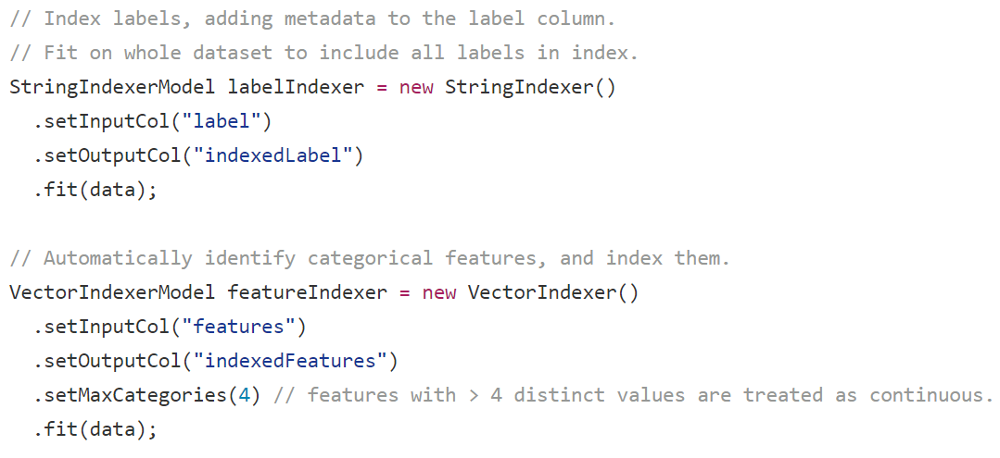 // Index labels, adding metadata to the label column.
// Fit on whole dataset to include all labels in index.
StringIndexerModel labelIndexer = new StringIndexer()
  .setInputCol("label")
  .setOutputCol("indexedLabel")
  .fit(data);

// Automatically identify categorical features, and index them.
VectorIndexerModel featureIndexer = new VectorIndexer()
  .setInputCol("features")
  .setOutputCol("indexedFeatures")
  .setMaxCategories(4) // features with > 4 distinct values are treated as continuous.
  .fit(data);